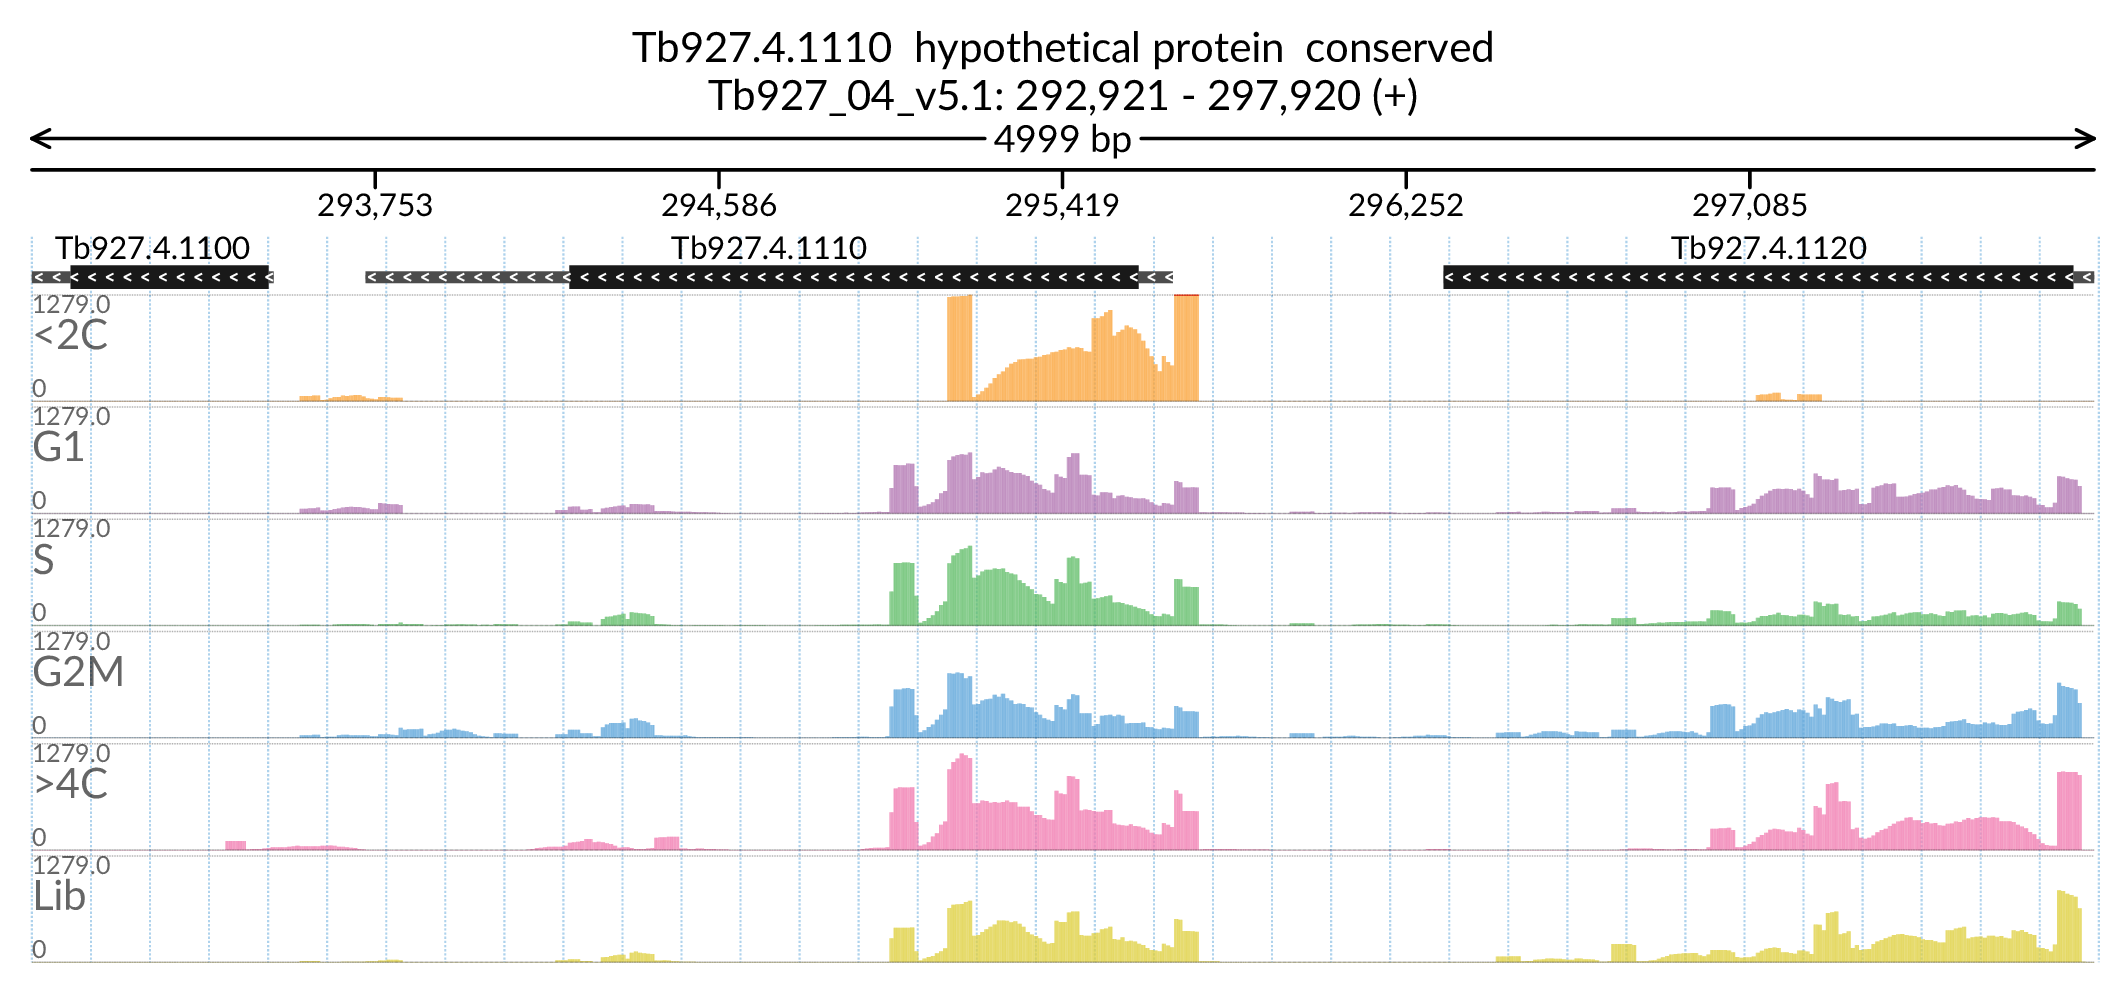 Tb927.4.1110  hypothetical protein  conserved
Tb927_04_v5.1: 292,921 - 297,920 (+)
4999 bp
293,753 294,586 295,419 296,252 297,085
Tb927.4.1100 Tb927.4.1110 Tb927.4.1120
1279.0
<2C
0
1279.0
G1
0
1279.0
S
0
1279.0
G2M
0
1279.0
>4C
0
1279.0
Lib
0